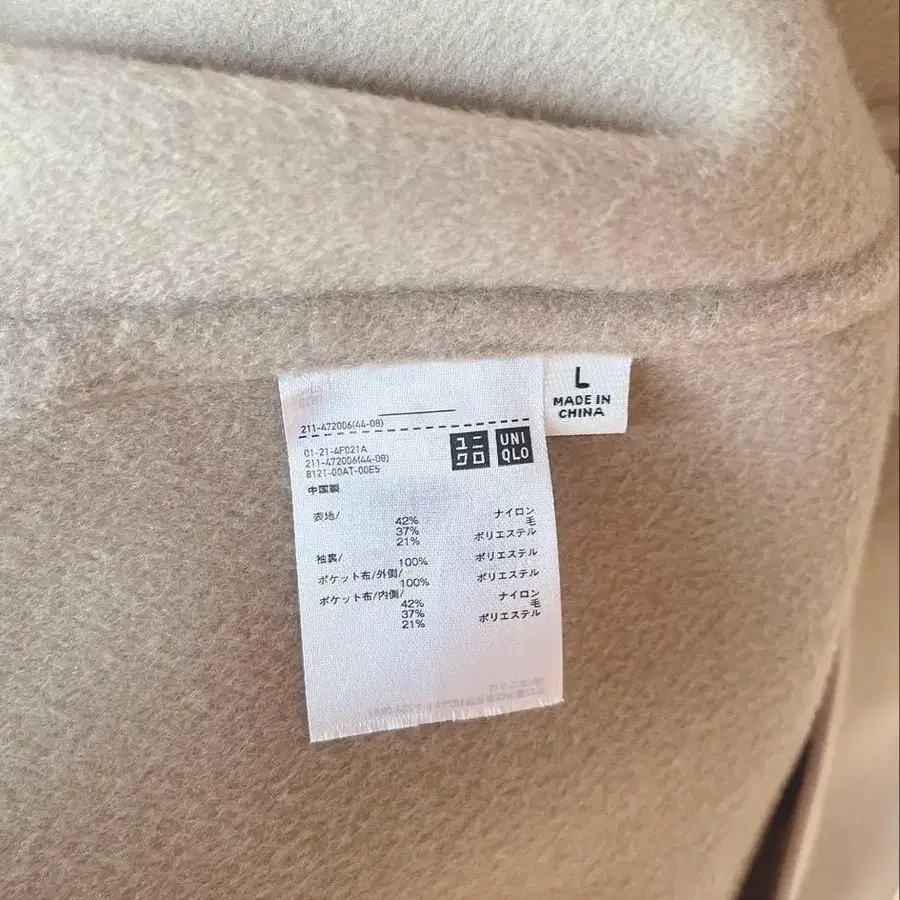 L
MADE IN
CHINA
211-472006(44-08)
ユニ
クロ
UNI
QLO
01-21-4F021A
211-472006(44-08)
8121-00AT-00E5
中国製
表地/
42% ナイロン
37% 毛
21% ポリエステル
袖裏/
100% ポリエステル
ポケット布/外側/
100% ポリエステル
ポケット布/内側/
42% ナイロン
37% 毛
21% ポリエステル